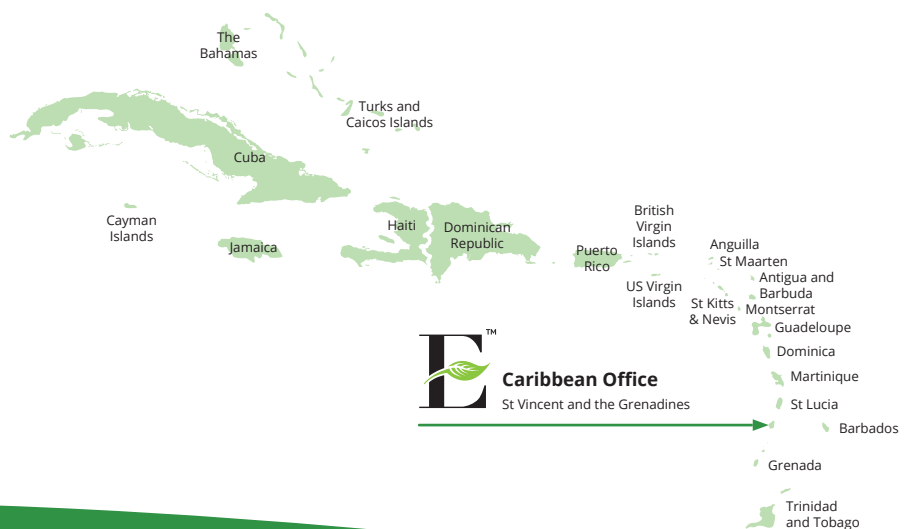 The
Bahamas
Turks and
Caicos Islands
Cuba
Cayman
Islands
Jamaica
Haiti
Dominican
Republic
Puerto
Rico
British
Virgin
Islands
US Virgin
Islands
Anguilla
St Maarten
Antigua and
Barbuda
St Kitts
& Nevis
Montserrat
Guadeloupe
Dominica
Martinique
St Lucia
Barbados
Grenada
Trinidad
and Tobago
E™
Caribbean Office
St Vincent and the Grenadines